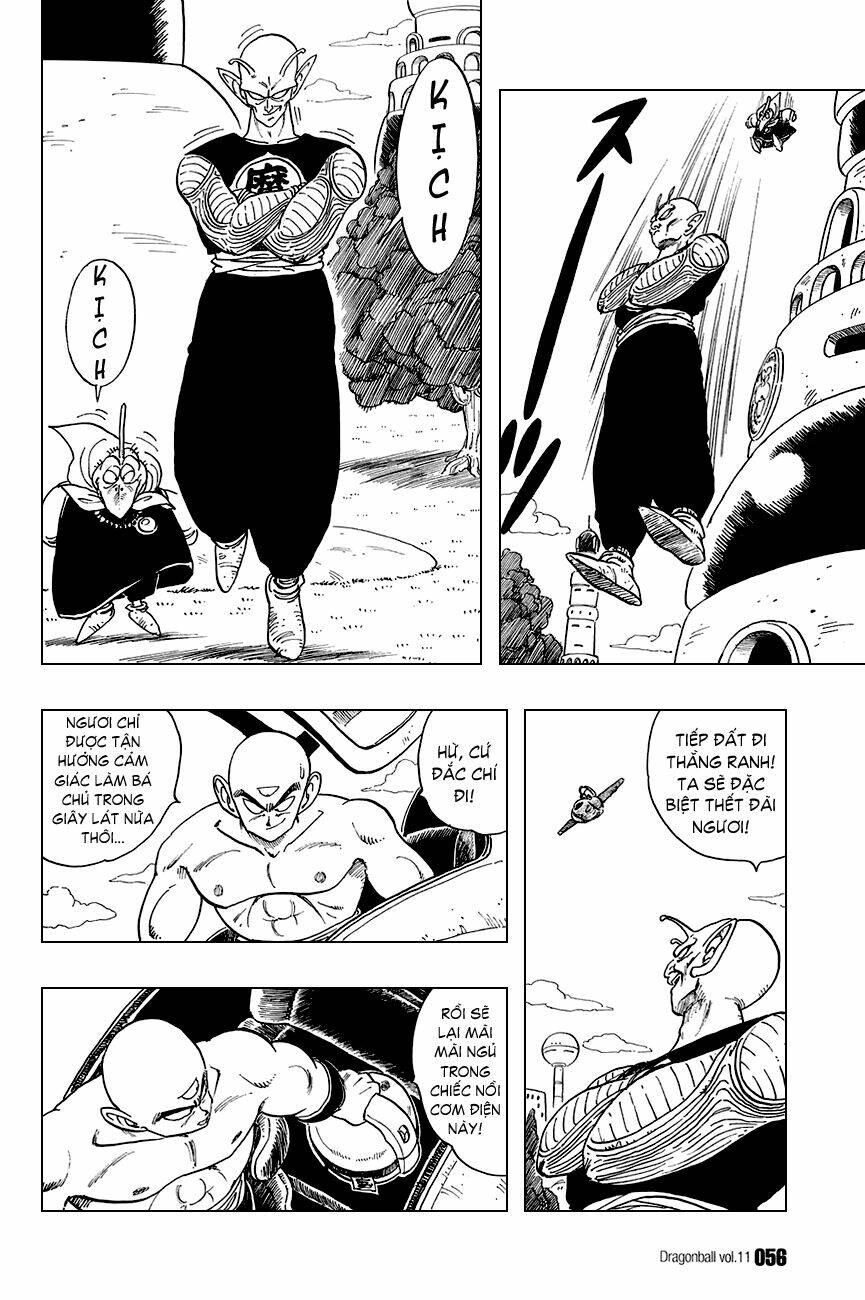 KỊCH
KỊCH
麻
TIẾP ĐẤT ĐI
THẰNG RANH!
TA SẼ ĐẶC
BIỆT THẾT ĐÃI
NGƯƠI!
HỪ, CỨ
ĐẮC CHÍ
ĐI!
NGƯƠI CHỈ
ĐƯỢC TẬN
HƯỞNG CẢM
GIÁC LÀM BÁ
CHỦ TRONG
GIÂY LÁT NỮA
THÔI...
RỒI SẼ
LẠI MÃI
MÃI NGỦ
TRONG
CHIẾC NỒI
CƠM ĐIỆN
NÀY!
Dragonball vol.11 056